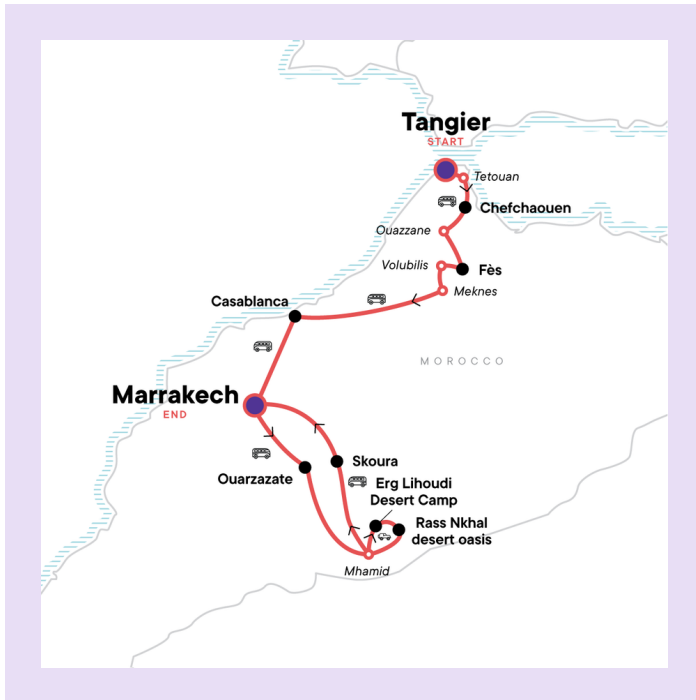 Tangier
START
Tetouan
Chefchaouen
Ouazzane
Volubilis
Fès
Meknes
Casablanca
MOROCCO
Marrakech
END
Skoura
Ouarzazate
Erg Lihoudi
Desert Camp
Rass Nkhal
desert oasis
Mhamid